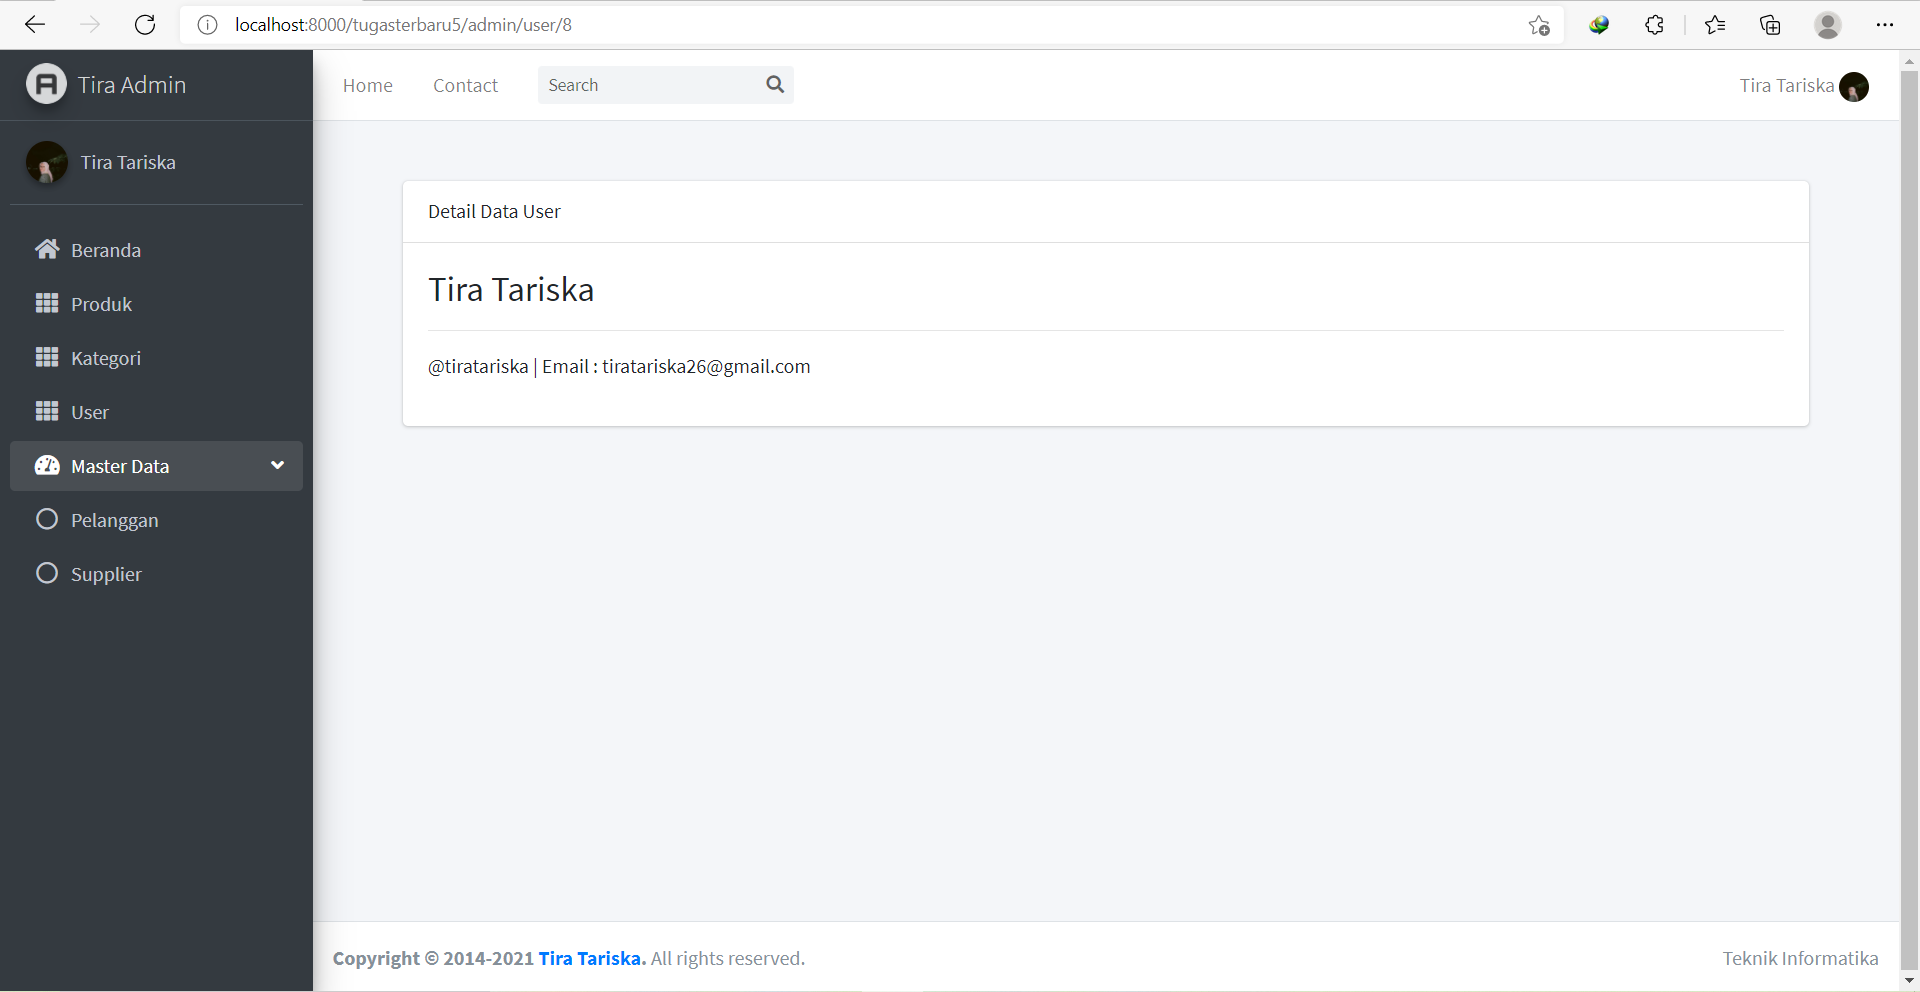 localhost:8000/tugasterbaru5/admin/user/8
Tira Admin
Home Contact Search Tira Tariska
Tira Tariska
Beranda
Produk
Kategori
User
Master Data
Pelanggan
Supplier
Detail Data User
Tira Tariska
@tiratariska | Email : tiratariska26@gmail.com
Copyright © 2014-2021 Tira Tariska. All rights reserved. Teknik Informatika